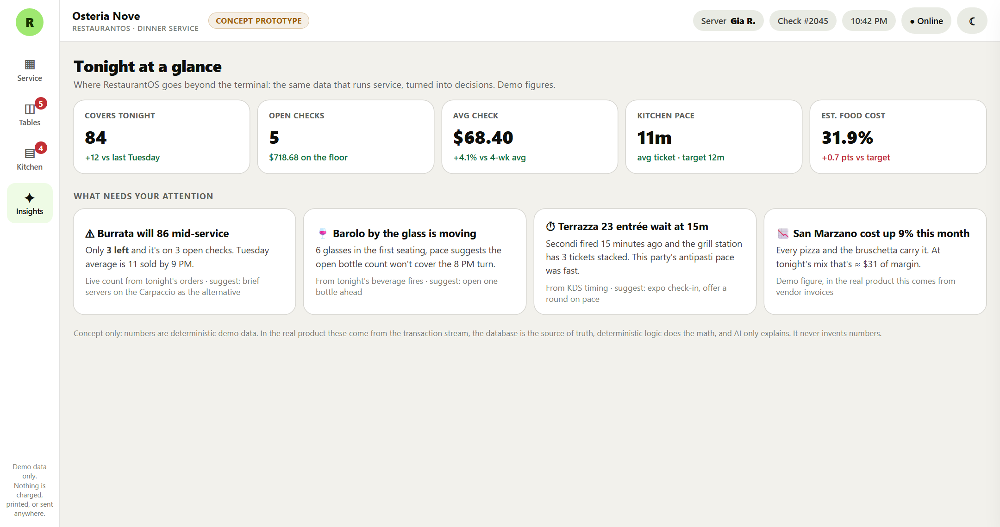 R
Osteria Nove
RESTAURANTOS · DINNER SERVICE
CONCEPT PROTOTYPE
Server Gia R.
Check #2045
10:42 PM
● Online
Service
5
Tables
4
Kitchen
Insights
Demo data
only.
Nothing is
charged,
printed, or sent
anywhere.
Tonight at a glance
Where RestaurantOS goes beyond the terminal: the same data that runs service, turned into decisions. Demo figures.
COVERS TONIGHT
84
+12 vs last Tuesday
OPEN CHECKS
5
$718.68 on the floor
AVG CHECK
$68.40
+4.1% vs 4-wk avg
KITCHEN PACE
11m
avg ticket · target 12m
EST. FOOD COST
31.9%
+0.7 pts vs target
WHAT NEEDS YOUR ATTENTION
⚠ Burrata will 86 mid-service
Only 3 left and it's on 3 open checks. Tuesday
average is 11 sold by 9 PM.
Live count from tonight's orders · suggest: brief
servers on the Carpaccio as the alternative
🍷 Barolo by the glass is moving
6 glasses in the first seating, pace suggests the
open bottle count won't cover the 8 PM turn.
From tonight's beverage fires · suggest: open one
bottle ahead
⏱ Terrazza 23 entrée wait at 15m
Secondi fired 15 minutes ago and the grill station
has 3 tickets stacked. This party's antipasti pace
was fast.
From KDS timing · suggest: expo check-in, offer a
round on pace
📉 San Marzano cost up 9% this month
Every pizza and the bruschetta carry it. At
tonight's mix that's ≈ $31 of margin.
Demo figure, in the real product this comes from
vendor invoices
Concept only: numbers are deterministic demo data. In the real product these come from the transaction stream, the database is the source of truth, deterministic logic does the math, and AI only explains. It never invents numbers.